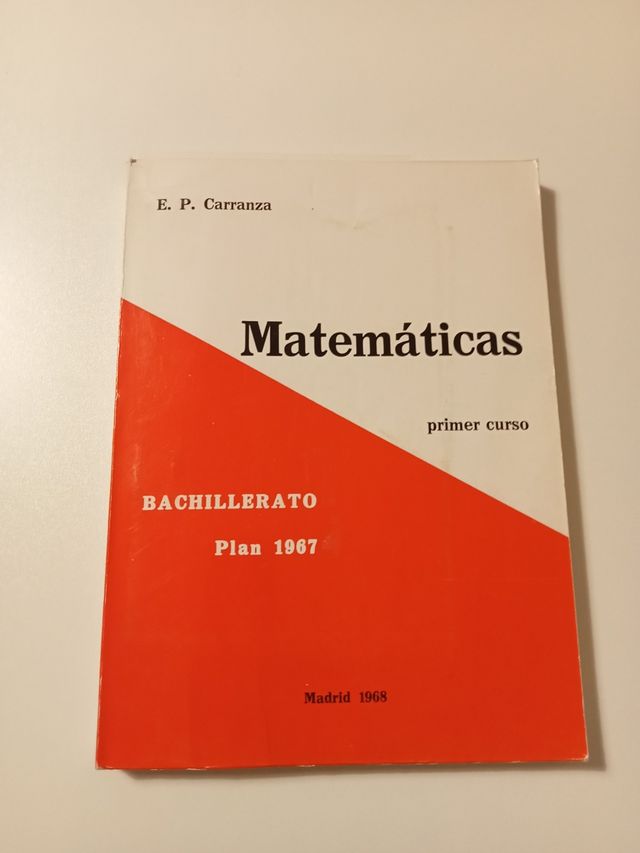 E. P. Carranza
Matemáticas
primer curso
BACHILLERATO
Plan 1967
Madrid 1968